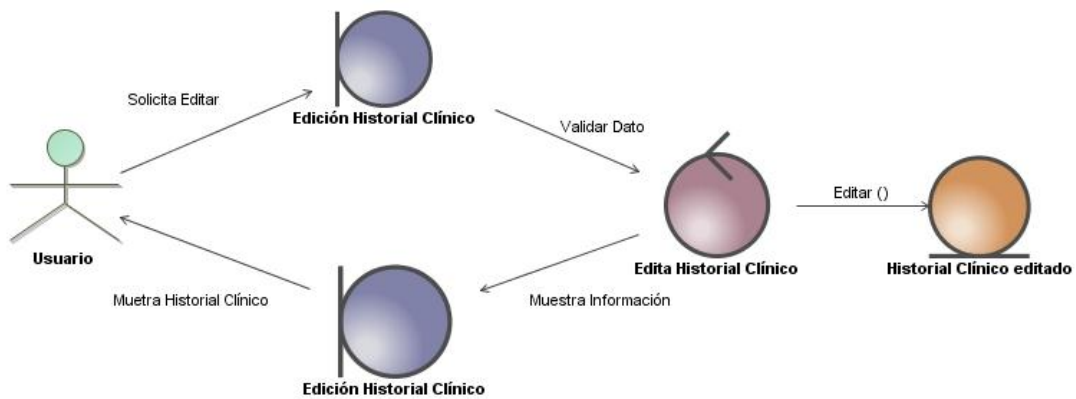 Solicita Editar
Edición Historial Clínico
Validar Dato
Usuario
Editar ()
Edita Historial Clínico
Historial Clínico editado
Muetra Historial Clínico
Muestra Información
Edición Historial Clínico